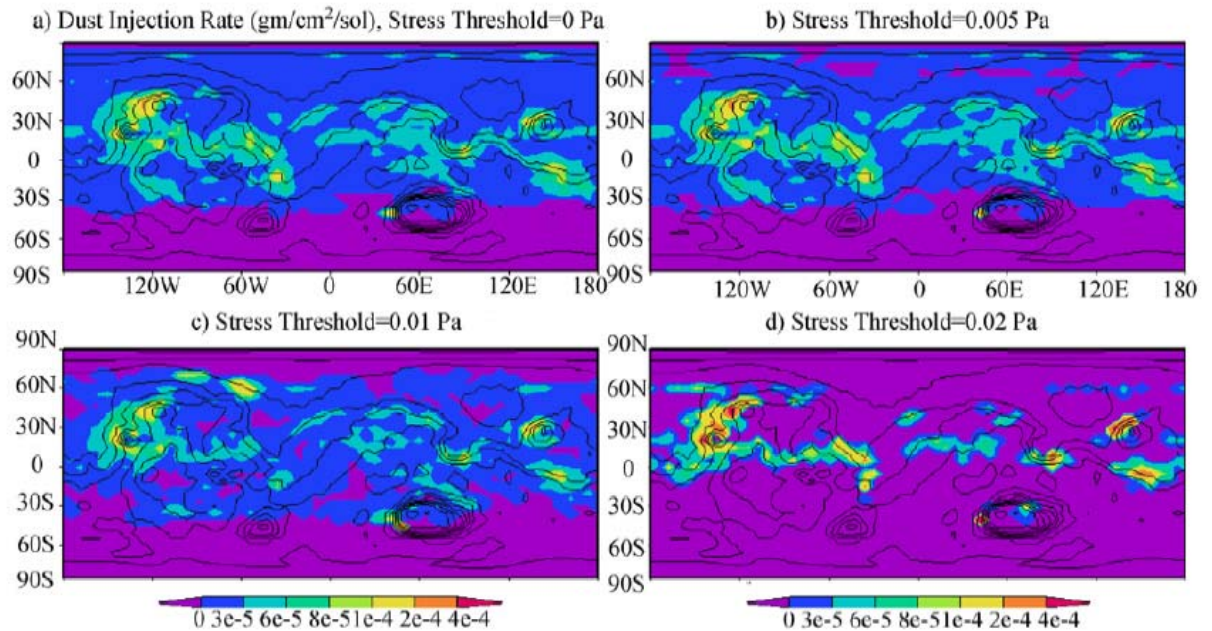 a) Dust Injection Rate (gm/cm²/sol), Stress Threshold=0 Pa
b) Stress Threshold=0.005 Pa
60N
30N
0
30S
60S
90S
120W 60W 0 60E 120E 180
60N
30N
0
30S
60S
90S
120W 60W 0 60E 120E 180
c) Stress Threshold=0.01 Pa
d) Stress Threshold=0.02 Pa
90N
60N
30N
0
30S
60S
90S
90N
60N
30N
0
30S
60S
90S
0 3e-5 6e-5 8e-51e-4 2e-4 4e-4
0 3e-5 6e-5 8e-51e-4 2e-4 4e-4